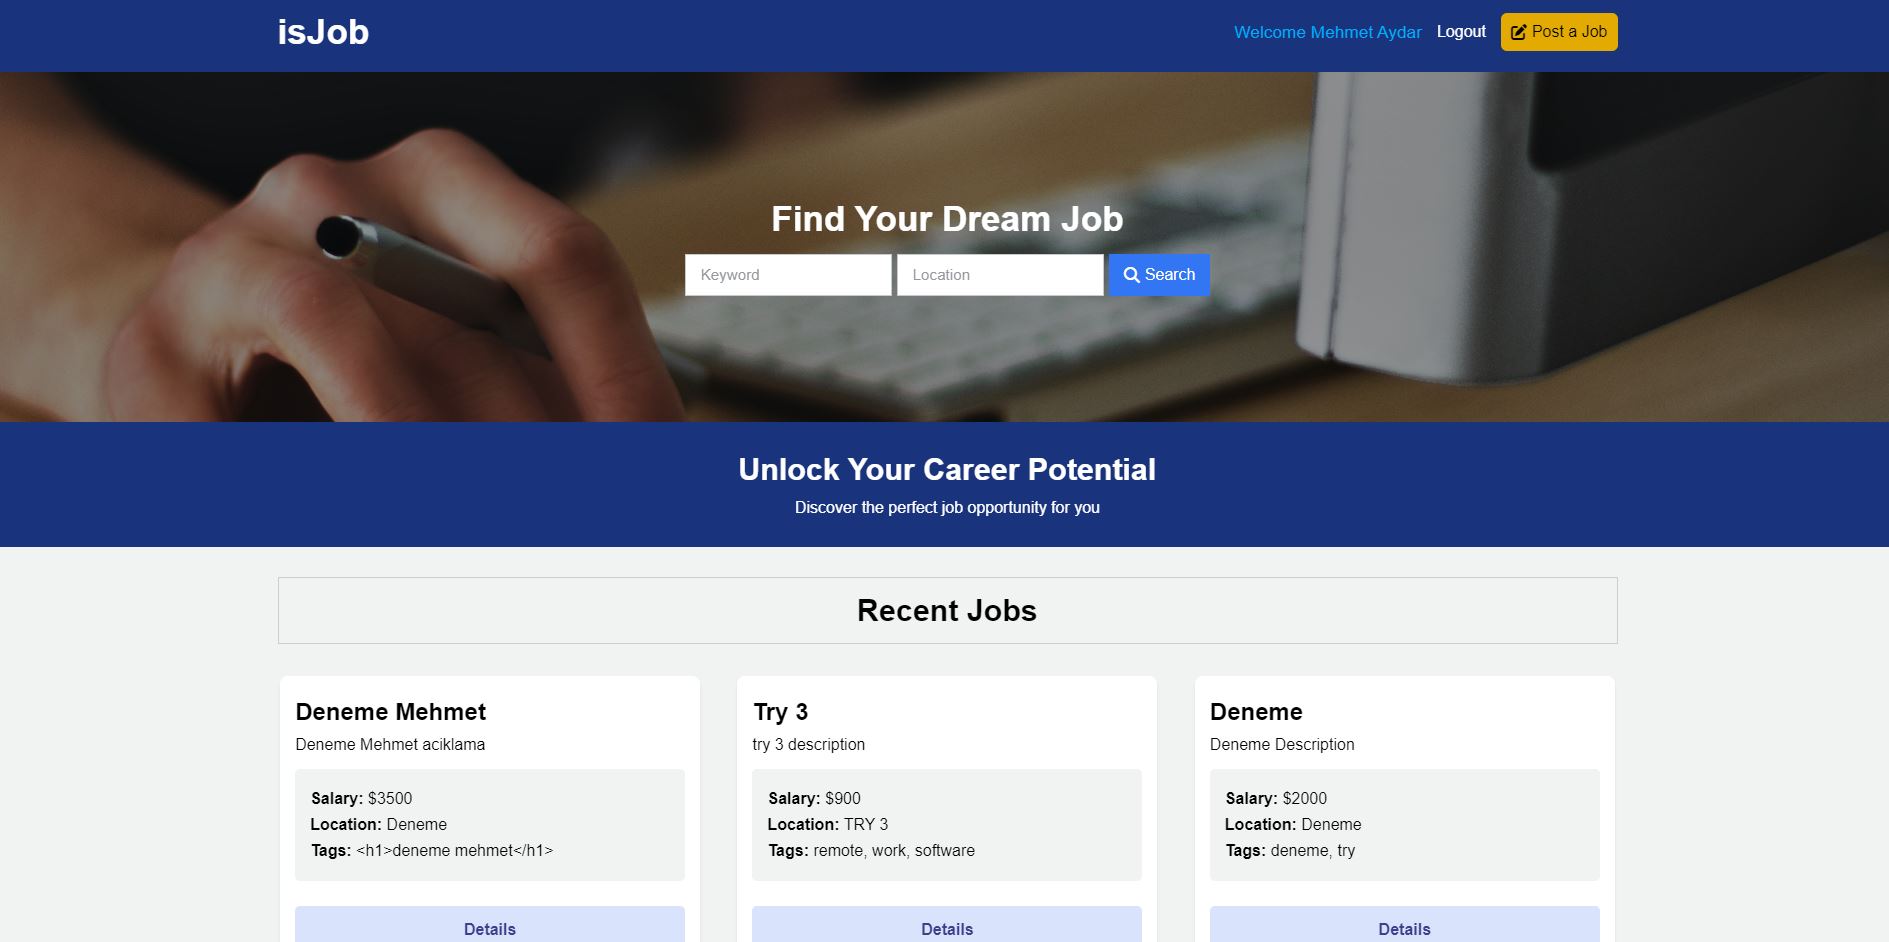 isJob
Welcome Mehmet Aydar Logout Post a Job
Find Your Dream Job
Keyword Location Search
Unlock Your Career Potential
Discover the perfect job opportunity for you
Recent Jobs
Deneme Mehmet
Deneme Mehmet aciklama
Salary: $3500
Location: Deneme
Tags: <h1>deneme mehmet</h1>
Details
Try 3
try 3 description
Salary: $900
Location: TRY 3
Tags: remote, work, software
Details
Deneme
Deneme Description
Salary: $2000
Location: Deneme
Tags: deneme, try
Details